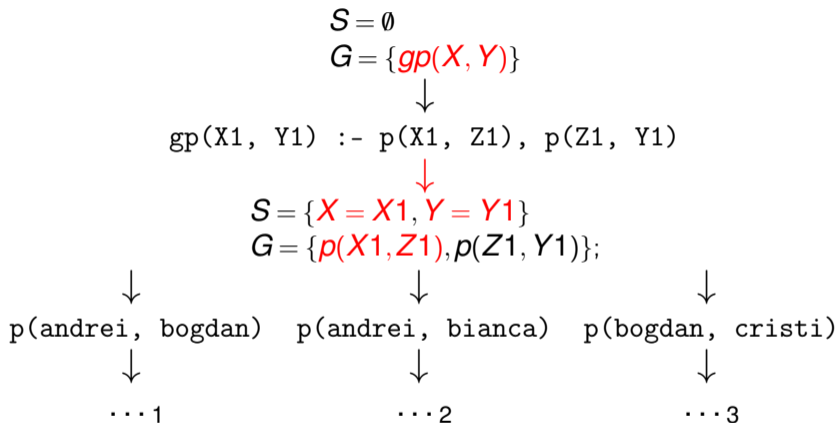 S = ∅
G = {gp(X, Y)}
gp(X1, Y1) :- p(X1, Z1), p(Z1, Y1)
S = {X = X1, Y = Y1}
G = {p(X1, Z1), p(Z1, Y1)};
p(andrei, bogdan) p(andrei, bianca) p(bogdan, cristi)
··· 1 ··· 2 ··· 3